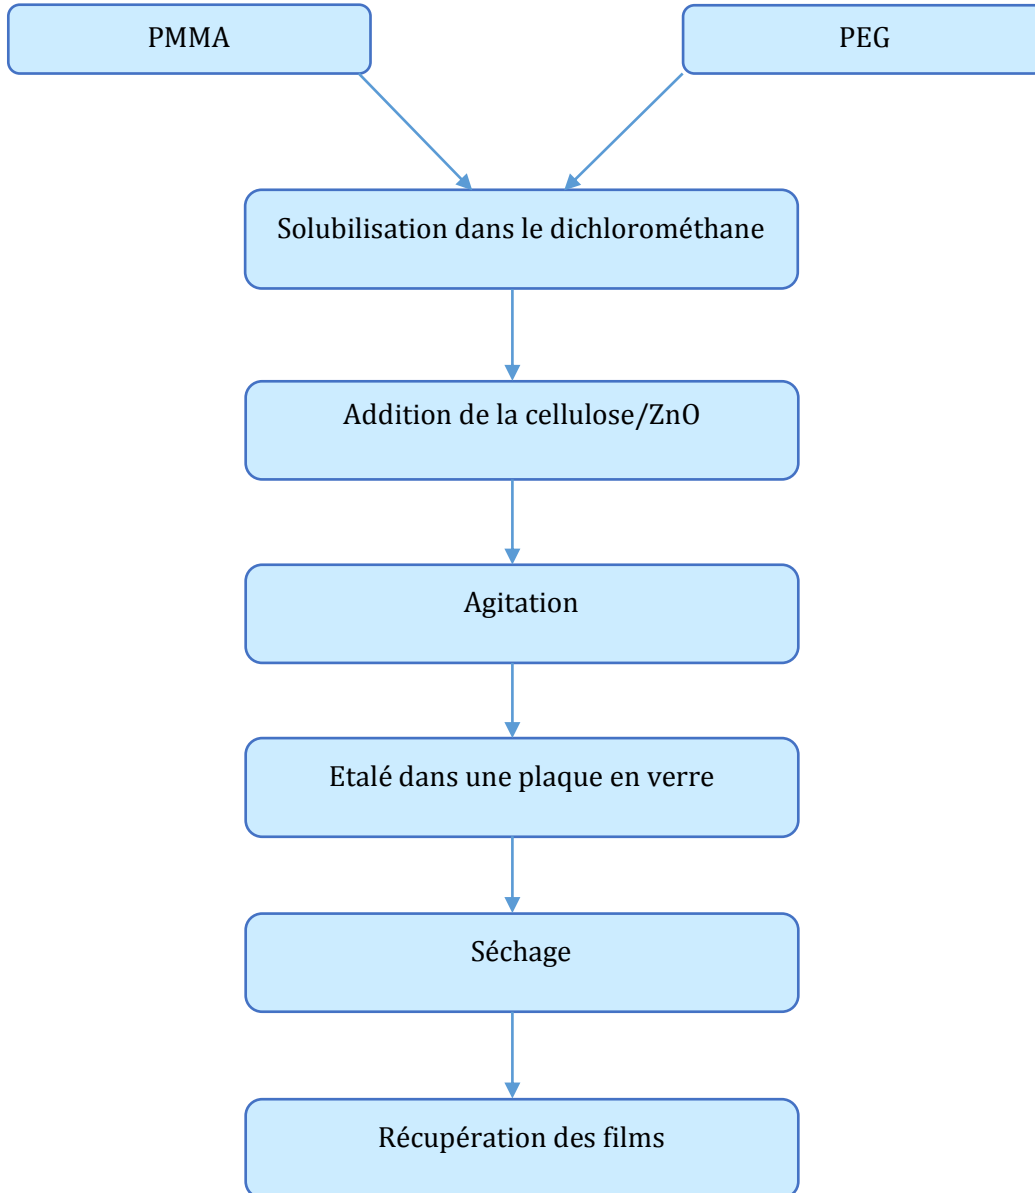 PMMA
PEG
Solubilisation dans le dichlorométhane
Addition de la cellulose/ZnO
Agitation
Etalé dans une plaque en verre
Séchage
Récupération des films